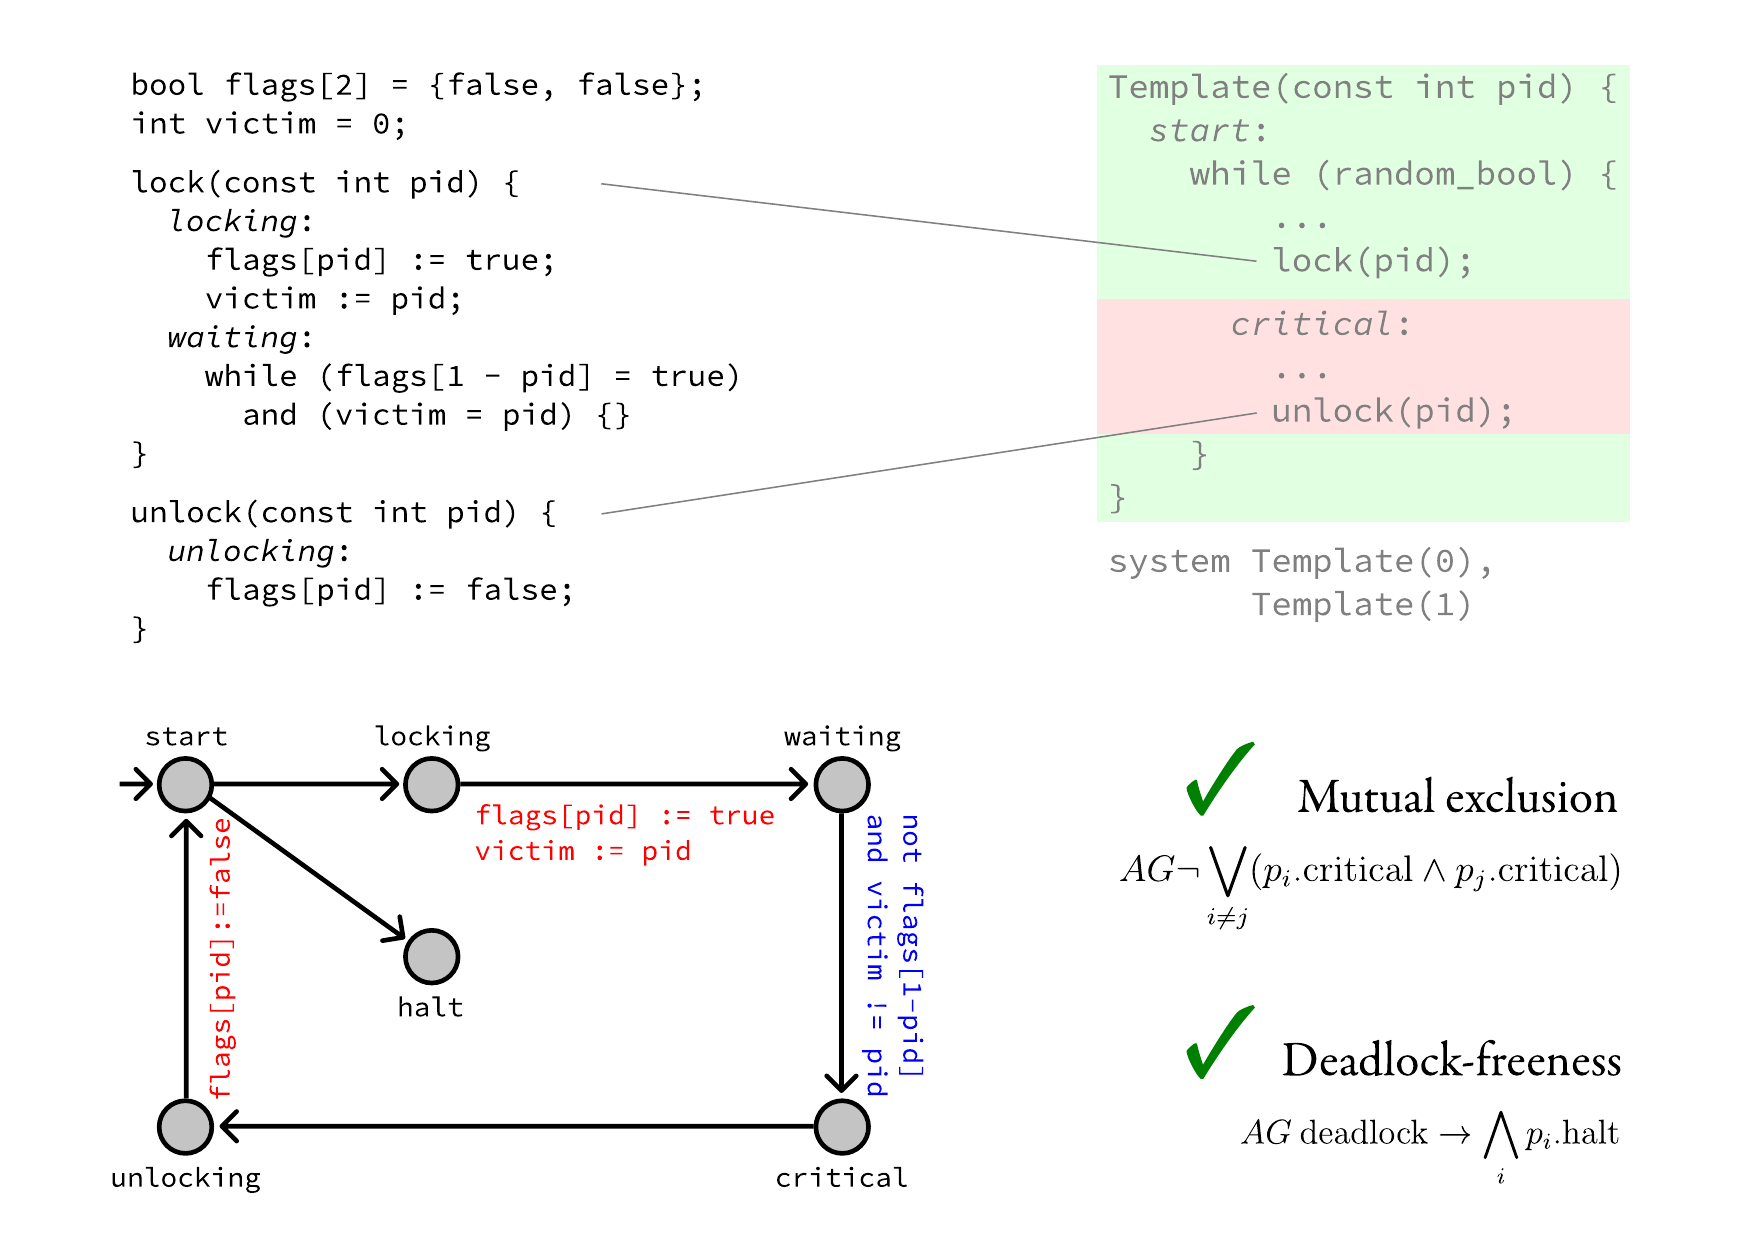 bool flags[2] = {false, false};
int victim = 0;
lock(const int pid) {
locking:
flags[pid] := true;
victim := pid;
waiting:
while (flags[1 - pid] = true)
and (victim = pid) {}
}
unlock(const int pid) {
unlocking:
flags[pid] := false;
}
Template(const int pid) {
start:
while (random_bool) {
...
lock(pid);
critical:
...
unlock(pid);
}
}
system Template(0),
Template(1)
start
locking
waiting
flags[pid] := true
victim := pid
not flags[1-pid]
and victim != pid
flags[pid]:=false
halt
unlocking
critical
✓ Mutual exclusion
AG¬ ⋁ (pᵢ.critical ∧ pⱼ.critical)
i≠j
✓ Deadlock-freeness
AG deadlock → ⋀ pᵢ.halt
i